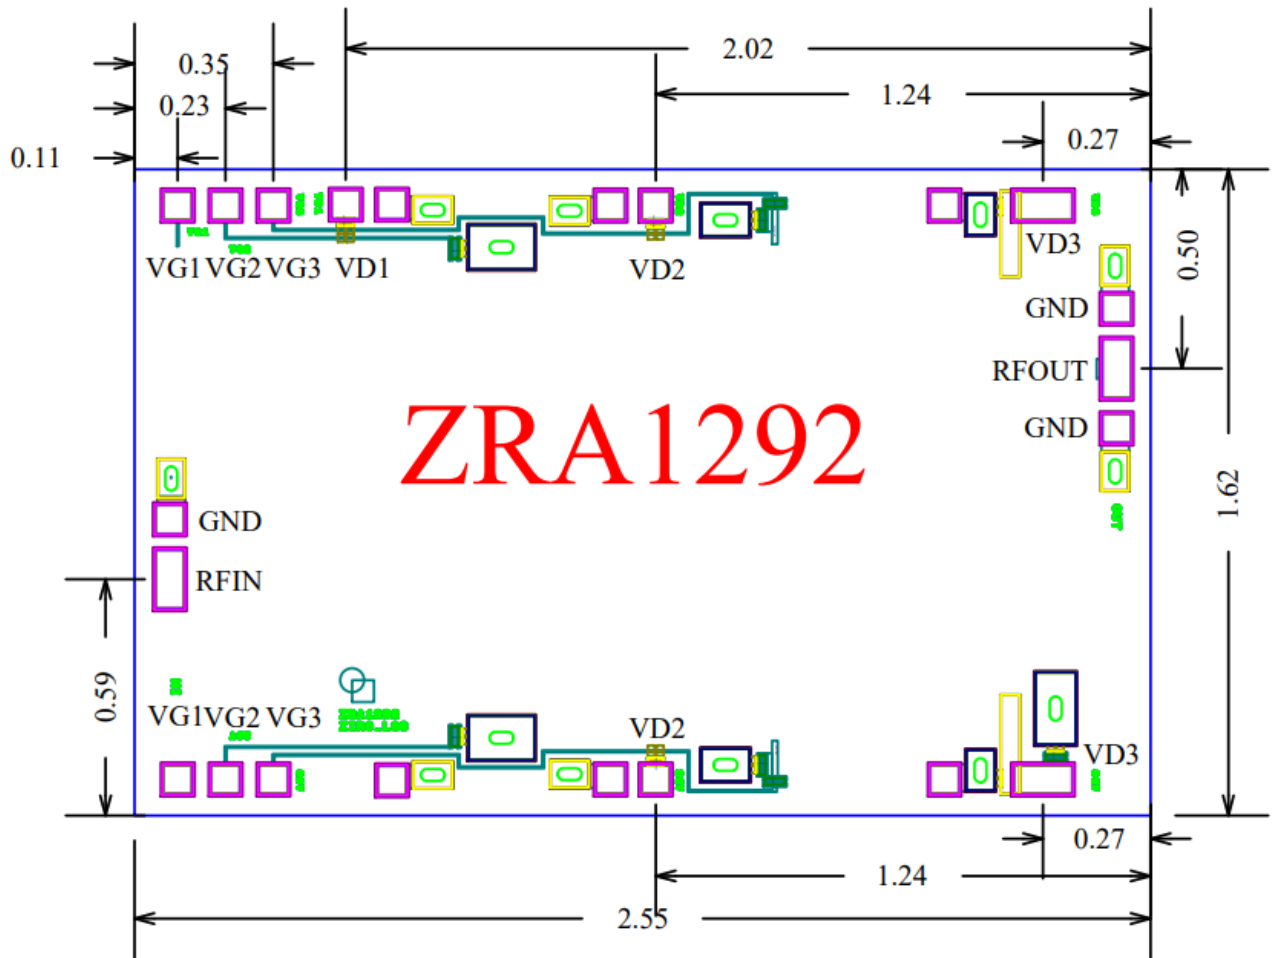 2.02
0.35
1.24
0.23
0.27
0.11
VG1 VG2 VG3 VD1
VD2
VD3
0.50
GND
RFOUT
GND
ZRA1292
1.62
GND
RFIN
0.59
VG1 VG2 VG3
VD2
VD3
0.27
1.24
2.55